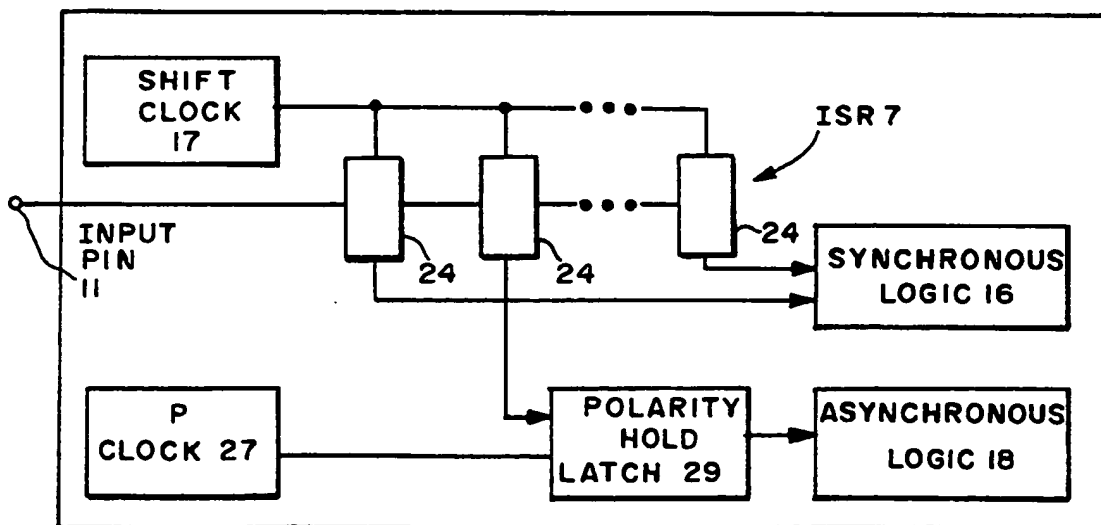 SHIFT
CLOCK
17
ISR 7
INPUT
PIN
11
24
24
24
SYNCHRONOUS
LOGIC 16
P
CLOCK 27
POLARITY
HOLD
LATCH 29
ASYNCHRONOUS
LOGIC 18